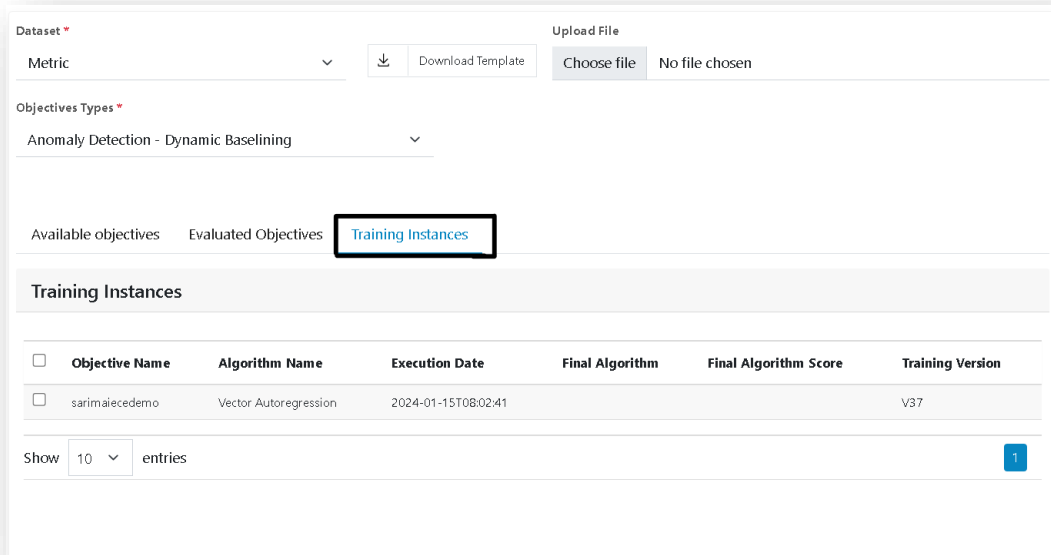 Dataset *
Upload File
Metric
Download Template
Choose file No file chosen
Objectives Types *
Anomaly Detection - Dynamic Baselining
Available objectives Evaluated Objectives Training Instances
Training Instances
Objective Name Algorithm Name Execution Date Final Algorithm Final Algorithm Score Training Version
sarimaiecedemo Vector Autoregression 2024-01-15T08:02:41 V37
Show 10 entries 1